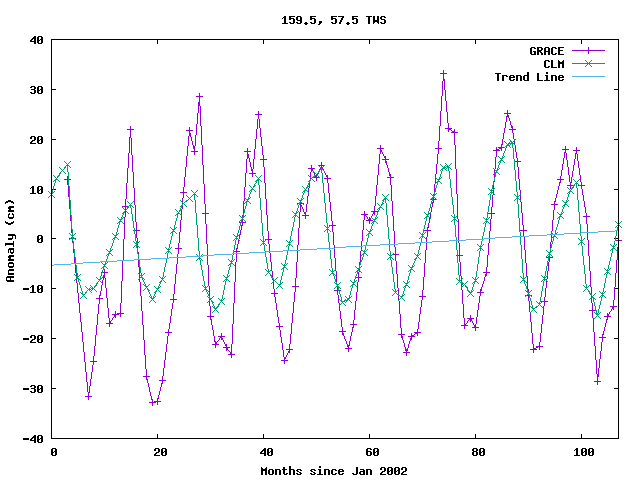 159.5, 57.5 TWS
GRACE
CLM
Trend Line
Anomaly (cm)
40
30
20
10
0
-10
-20
-30
-40
0 20 40 60 80 100
Months since Jan 2002